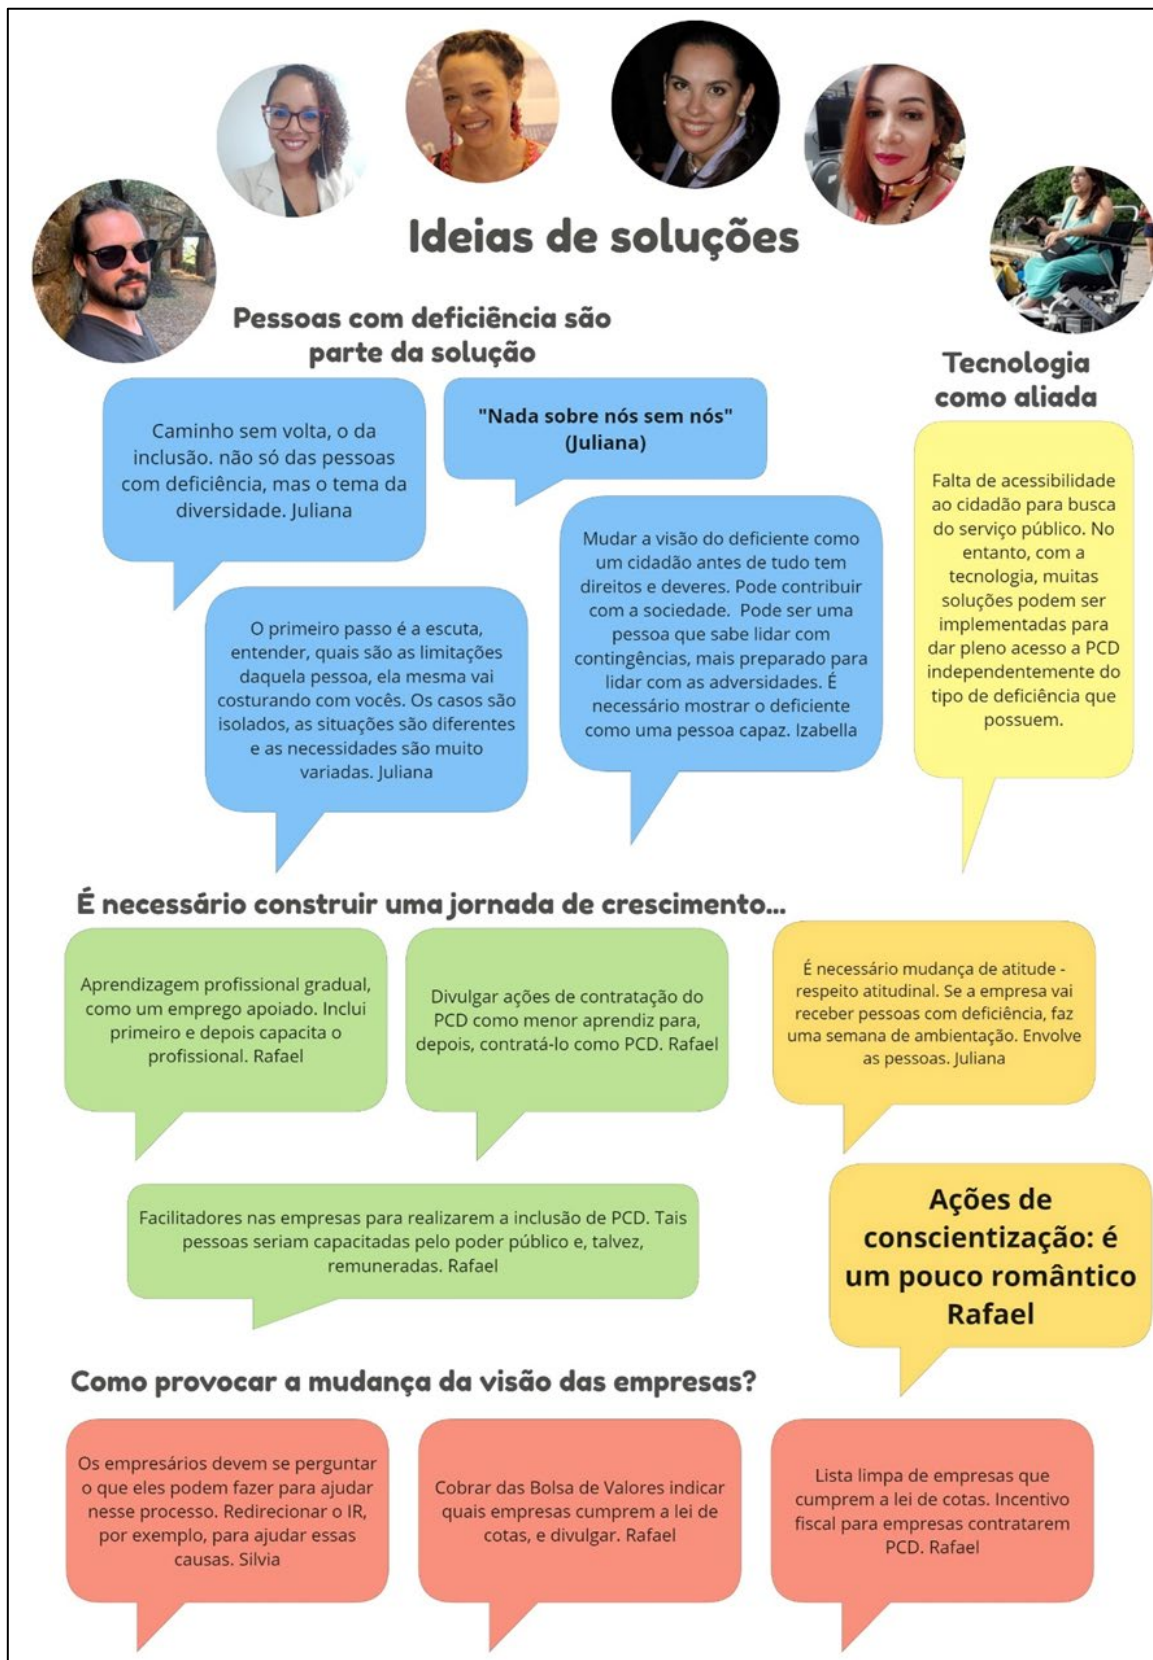 Ideias de soluções
Pessoas com deficiência são
parte da solução
Caminho sem volta, o da
inclusão. não só das pessoas
com deficiência, mas o tema da
diversidade. Juliana
"Nada sobre nós sem nós"
(Juliana)
O primeiro passo é a escuta,
entender, quais são as limitações
daquela pessoa, ela mesma vai
costurando com vocês. Os casos são
isolados, as situações são diferentes
e as necessidades são muito
variadas. Juliana
Mudar a visão do deficiente como
um cidadão antes de tudo tem
direitos e deveres. Pode contribuir
com a sociedade. Pode ser uma
pessoa que sabe lidar com
contingências, mais preparado para
lidar com as adversidades. É
necessário mostrar o deficiente
como uma pessoa capaz. Izabella
Tecnologia
como aliada
Falta de acessibilidade
ao cidadão para busca
do serviço público. No
entanto, com a
tecnologia, muitas
soluções podem ser
implementadas para
dar pleno acesso a PCD
independentemente do
tipo de deficiência que
possuem.
É necessário construir uma jornada de crescimento...
Aprendizagem profissional gradual,
como um emprego apoiado. Inclui
primeiro e depois capacita o
profissional. Rafael
Divulgar ações de contratação do
PCD como menor aprendiz para,
depois, contratá-lo como PCD. Rafael
É necessário mudança de atitude -
respeito atitudinal. Se a empresa vai
receber pessoas com deficiência, faz
uma semana de ambientação. Envolve
as pessoas. Juliana
Facilitadores nas empresas para realizarem a inclusão de PCD. Tais
pessoas seriam capacitadas pelo poder público e, talvez,
remuneradas. Rafael
Ações de
conscientização: é
um pouco romântico
Rafael
Como provocar a mudança da visão das empresas?
Os empresários devem se perguntar
o que eles podem fazer para ajudar
nesse processo. Redirecionar o IR,
por exemplo, para ajudar essas
causas. Silvia
Cobrar das Bolsa de Valores indicar
quais empresas cumprem a lei de
cotas, e divulgar. Rafael
Lista limpa de empresas que
cumprem a lei de cotas. Incentivo
fiscal para empresas contratarem
PCD. Rafael